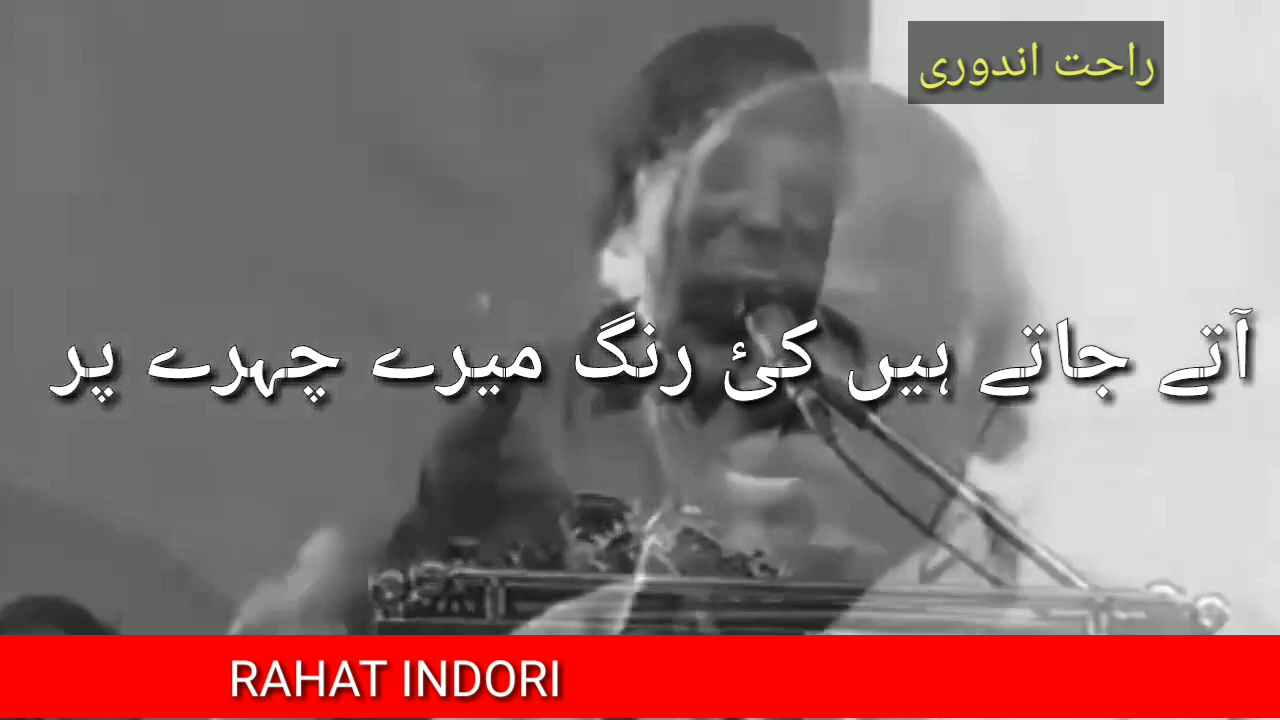 راحت اندوری
آتے جاتے ہیں کئ رنگ میرے چہرے پر
RAHAT INDORI